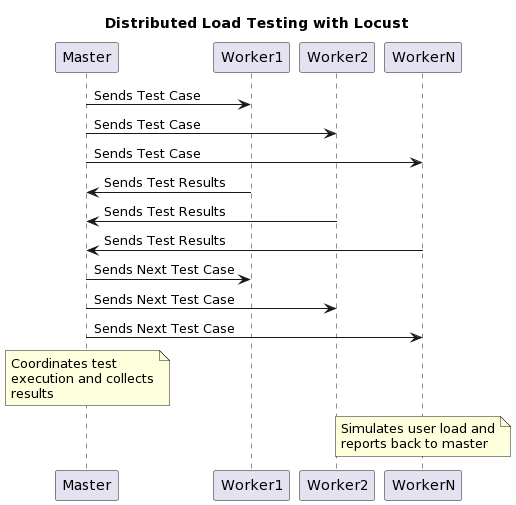 Distributed Load Testing with Locust
Master Worker1 Worker2 WorkerN
Sends Test Case
Sends Test Case
Sends Test Case
Sends Test Results
Sends Test Results
Sends Test Results
Sends Next Test Case
Sends Next Test Case
Sends Next Test Case
Coordinates test
execution and collects
results
Simulates user load and
reports back to master
Master Worker1 Worker2 WorkerN